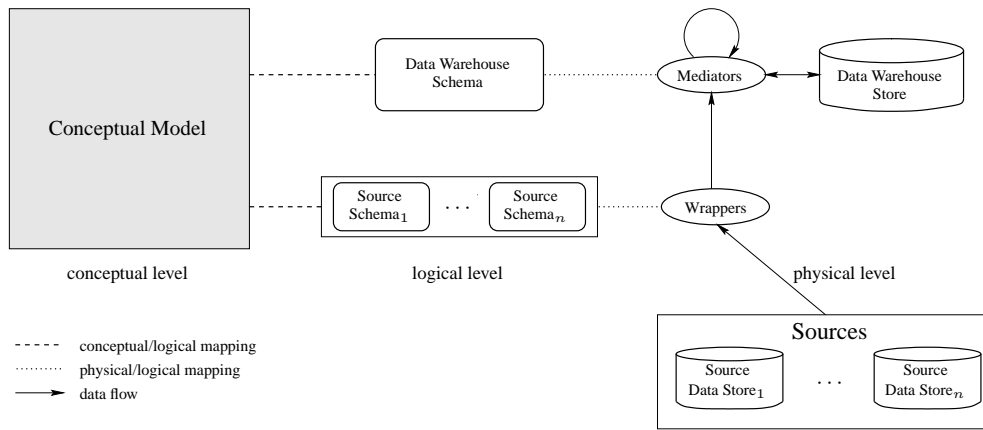 Data Warehouse
Schema
Mediators
Data Warehouse
Store
Conceptual Model
Source
Schema1
. . .
Source
Scheman
Wrappers
conceptual level
logical level
physical level
conceptual/logical mapping
physical/logical mapping
data flow
Sources
Source
Data Store1
. . .
Source
Data Storen